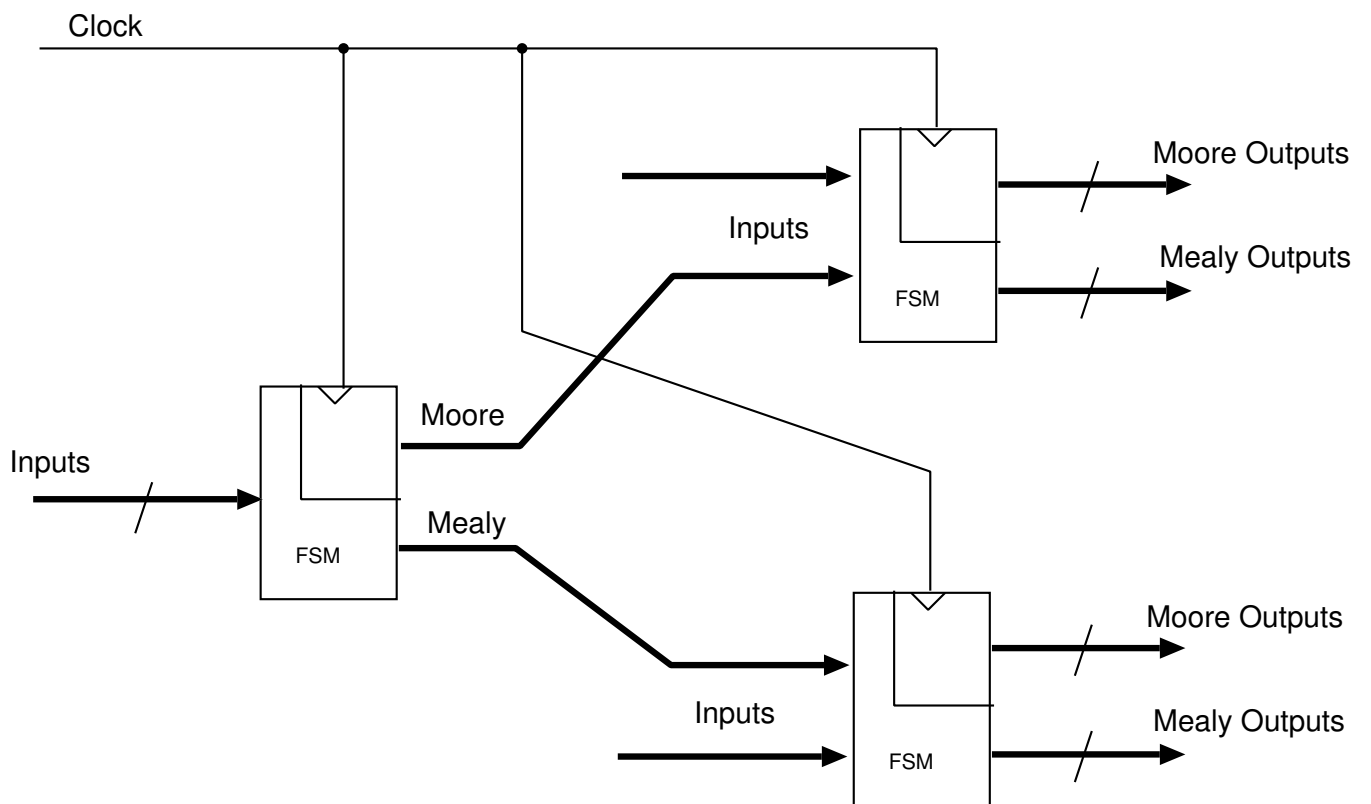 Clock
Moore Outputs
Inputs
Mealy Outputs
FSM
Moore
Inputs
Mealy
FSM
Moore Outputs
Inputs
Mealy Outputs
FSM